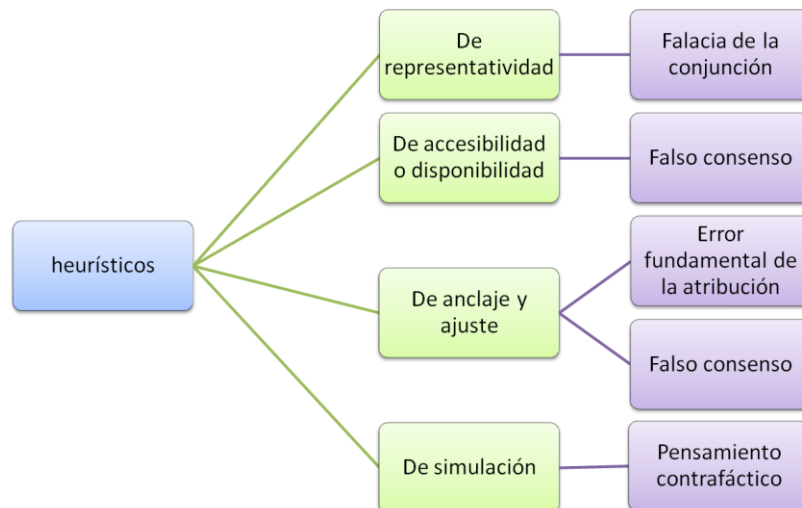 De
representatividad
Falacia de la
conjunción
De accesibilidad
o disponibilidad
Falso consenso
heurísticos
De anclaje y
ajuste
Error
fundamental de
la atribución
Falso consenso
De simulación
Pensamiento
contrafáctico